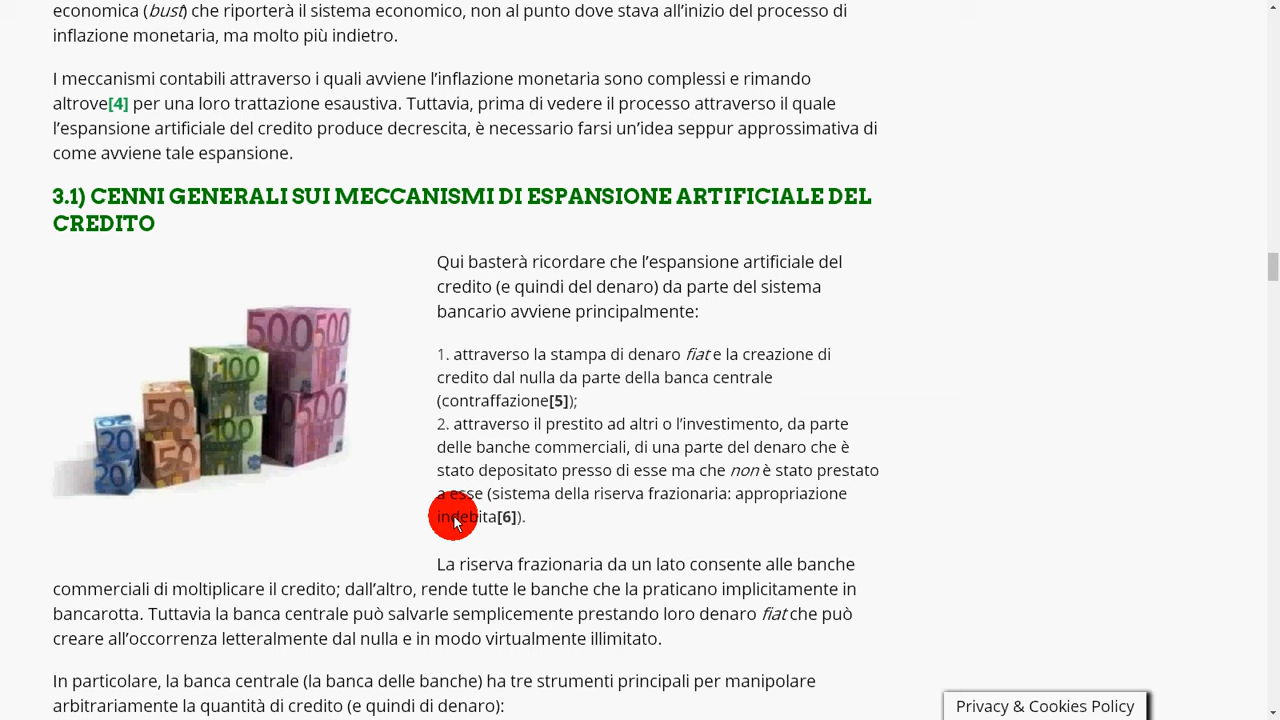 economica (bust) che riporterà il sistema economico, non al punto dove stava all’inizio del processo di
inflazione monetaria, ma molto più indietro.
I meccanismi contabili attraverso i quali avviene l’inflazione monetaria sono complessi e rimando
altrove[4] per una loro trattazione esaustiva. Tuttavia, prima di vedere il processo attraverso il quale
l’espansione artificiale del credito produce decrescita, è necessario farsi un’idea seppur approssimativa di
come avviene tale espansione.
3.1) CENNI GENERALI SUI MECCANISMI DI ESPANSIONE ARTIFICIALE DEL
CREDITO
Qui basterà ricordare che l’espansione artificiale del
credito (e quindi del denaro) da parte del sistema
bancario avviene principalmente:
1. attraverso la stampa di denaro fiat e la creazione di
credito dal nulla da parte della banca centrale
(contraffazione[5]);
2. attraverso il prestito ad altri o l’investimento, da parte
delle banche commerciali, di una parte del denaro che è
stato depositato presso di esse ma che non è stato prestato
a esse (sistema della riserva frazionaria: appropriazione
indebita[6]).
500 500
100
50
500
20
100
50
20
La riserva frazionaria da un lato consente alle banche
commerciali di moltiplicare il credito; dall’altro, rende tutte le banche che la praticano implicitamente in
bancarotta. Tuttavia la banca centrale può salvarle semplicemente prestando loro denaro fiat che può
creare all’occorrenza letteralmente dal nulla e in modo virtualmente illimitato.
In particolare, la banca centrale (la banca delle banche) ha tre strumenti principali per manipolare
arbitrariamente la quantità di credito (e quindi di denaro):
Privacy & Cookies Policy